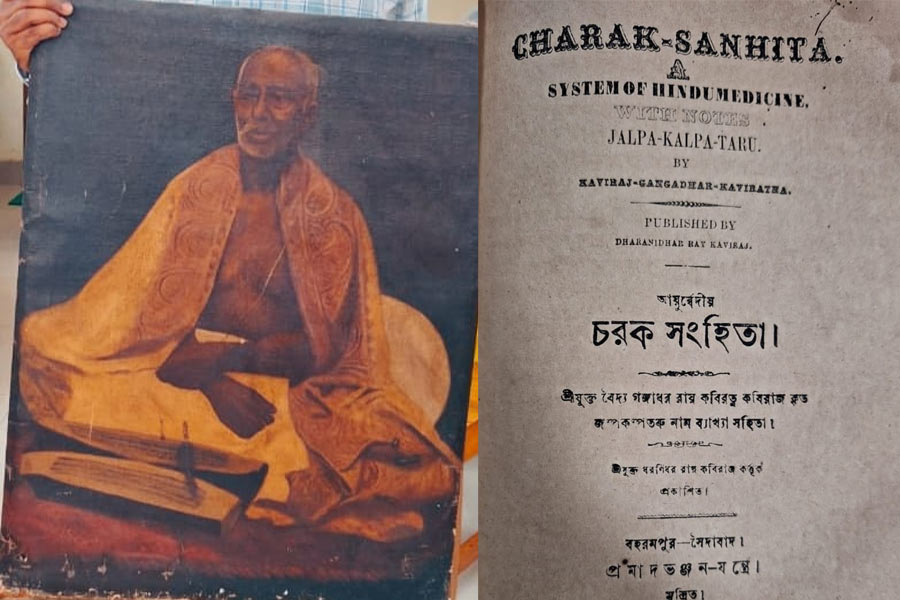 CHARAK-SANHITA.
A
SYSTEM OF HINDU MEDICINE,
WITH NOTES
JALPA-KALPA-TARU.
BY
KAVIRAJ-GANGADHAR-KAVIRATNA.
PUBLISHED BY
DHARANIDHAR RAY KAVIRAJ.
আয়ুর্ব্বেদীয়
চরক সংহিতা।
শ্রীযুক্ত বৈদ্য গঙ্গাধর রায় কবিরত্ন কবিরাজ কৃত
জল্পকল্পতরু নাম ব্যাখ্যা সহিতা।
শ্রীযুক্ত ধরণিধর রায় কবিরাজ কর্ত্তৃক
প্রকাশিত।
বহরমপুর—সৈদাবাদ।
প্রমাদভঞ্জন-যন্ত্রে।
মুদ্রিত।